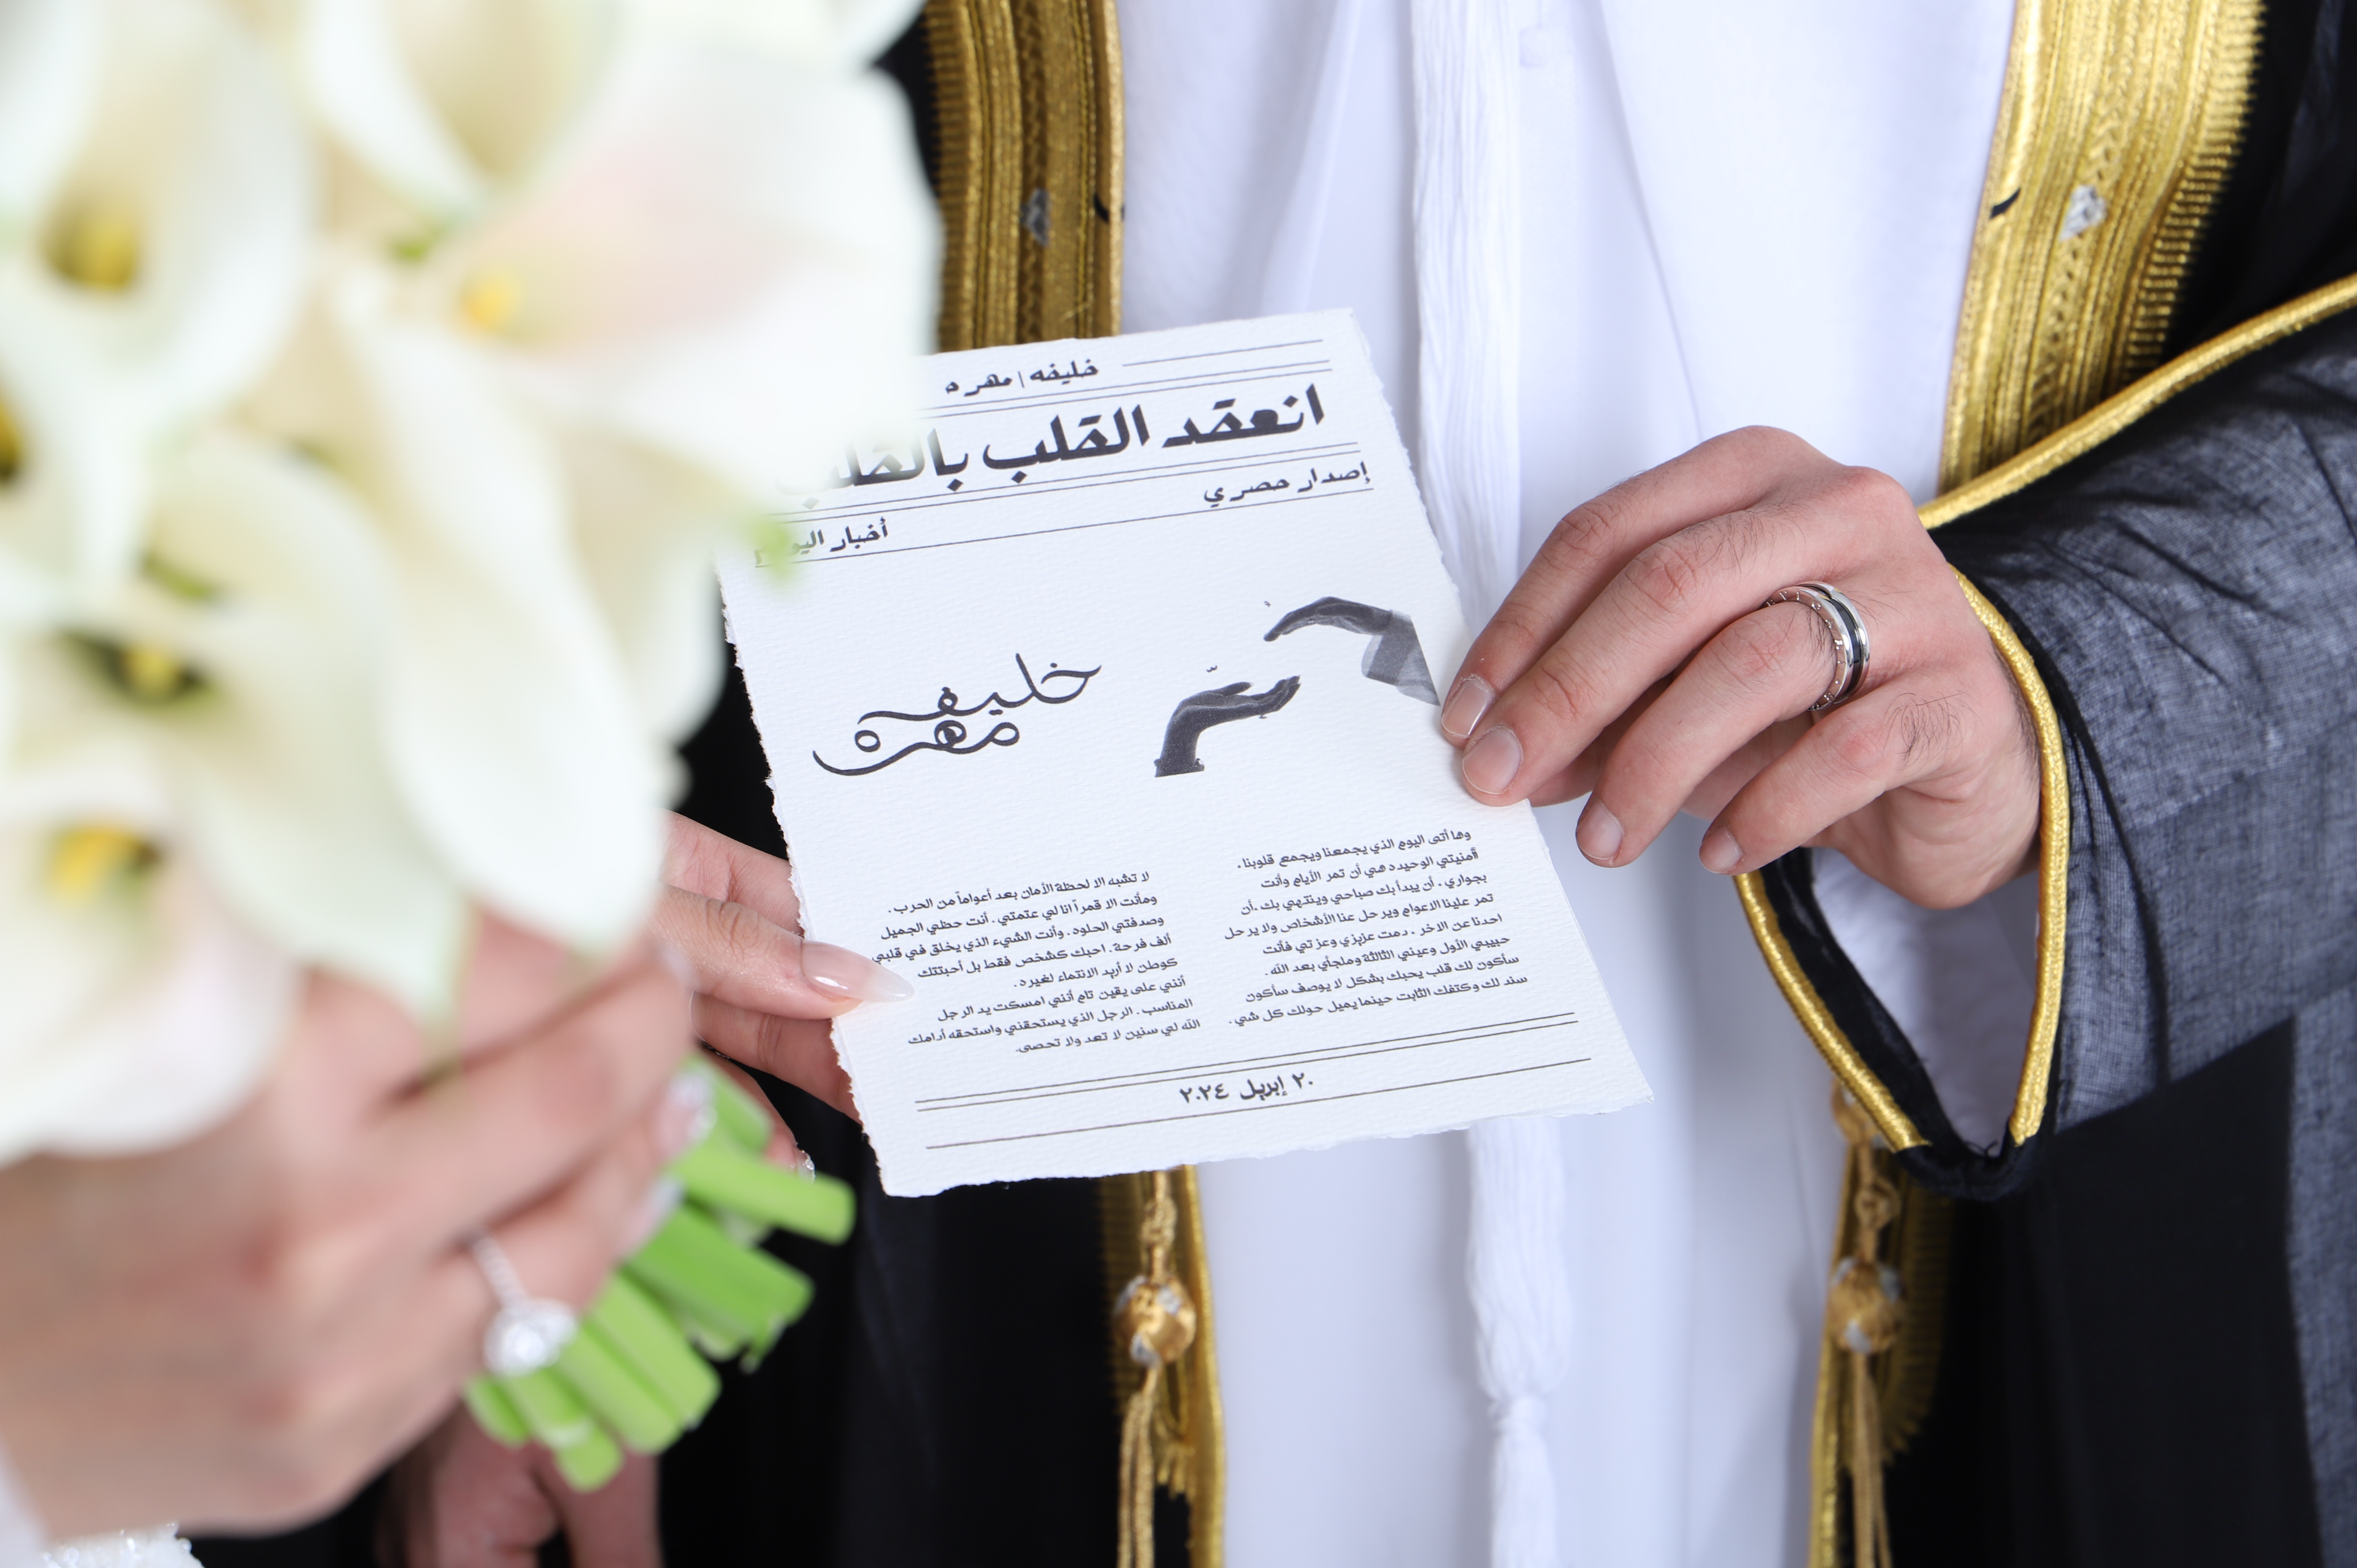 خليفه | مهره
انعقد القلب بالقلب
إصدار حصري
أخبار اليوم
خليفه
مهره
وها أتى اليوم الذي يجمعنا ويجمع قلوبنا .
أمنيتي الوحيده هي أن تمر الأيام وأنت
بجواري . أن يبدأ بك صباحي وينتهي بك .أن
تمر علينا الاعوام ويرحل عنا الأشخاص ولا يرحل
احدنا عن الاخر . دمت عزيزي وعزتي فأنت
حبيبي الأول وعيني الثالثة وملجأي بعد الله .
سأكون لك قلب يحبك بشكل لا يوصف سأكون
سند لك وكتفك الثابت حينما يميل حولك كل شي .
لا تشبه الا لحظة الأمان بعد أعواماً من الحرب .
ومأنت الا قمراً انا لي عتمتي . أنت حظي الجميل
وصدفتي الحلوه . وأنت الشيء الذي يخلق في قلبي
ألف فرحة . احبك كشخص فقط بل أحببتك
كوطن لا أريد الانتماء لغيره .
أنني على يقين تام أنني امسكت يد الرجل
المناسب . الرجل الذي يستحقني واستحقه أدامك
الله لي سنين لا تعد ولا تحصى.
٢٠ إبريل ٢٠٢٤